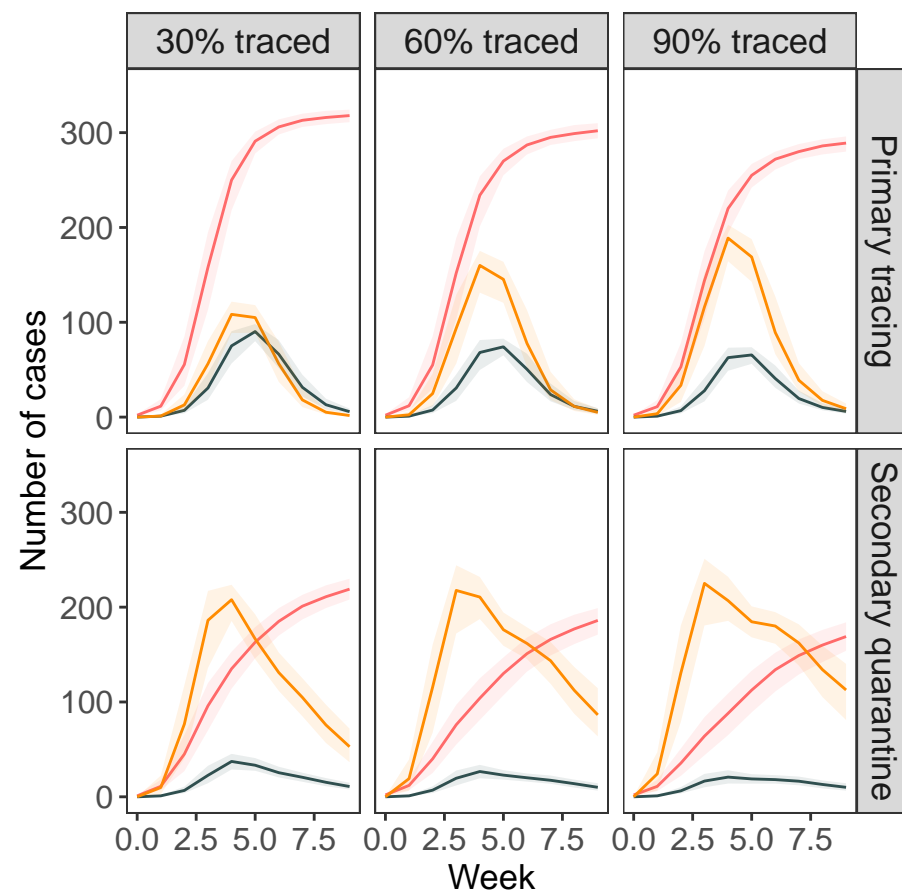 30% traced 60% traced 90% traced
300
200
100
0
Primary tracing
Number of cases
300
200
100
0
Secondary quarantine
0.0 2.5 5.0 7.5 0.0 2.5 5.0 7.5 0.0 2.5 5.0 7.5
Week